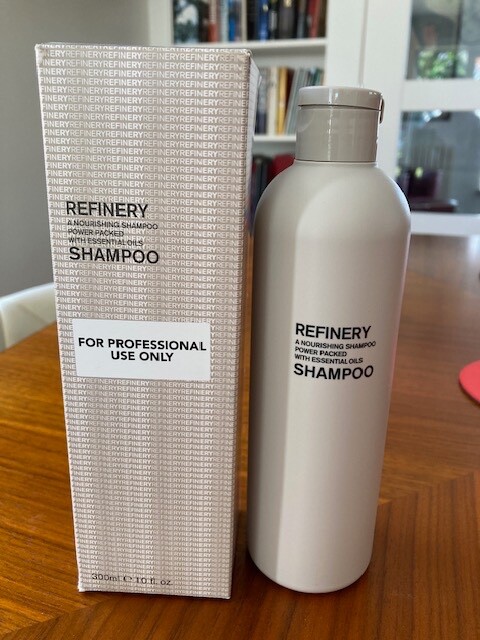 REFINERY
A NOURISHING SHAMPOO
POWER PACKED
WITH ESSENTIAL OILS
SHAMPOO
FOR PROFESSIONAL
USE ONLY
300ml ℮ 10 fl. oz.
REFINERY
A NOURISHING SHAMPOO
POWER PACKED
WITH ESSENTIAL OILS
SHAMPOO